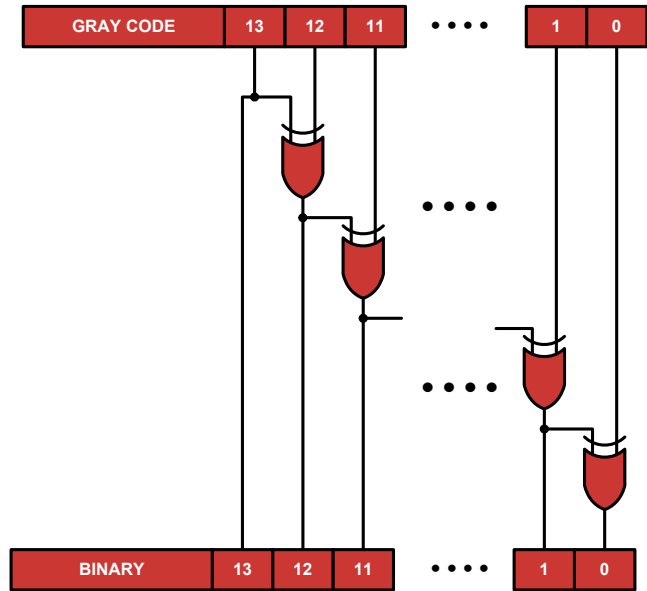 GRAY CODE 13 12 11 •••• 1 0
••••
••••
BINARY 13 12 11 •••• 1 0